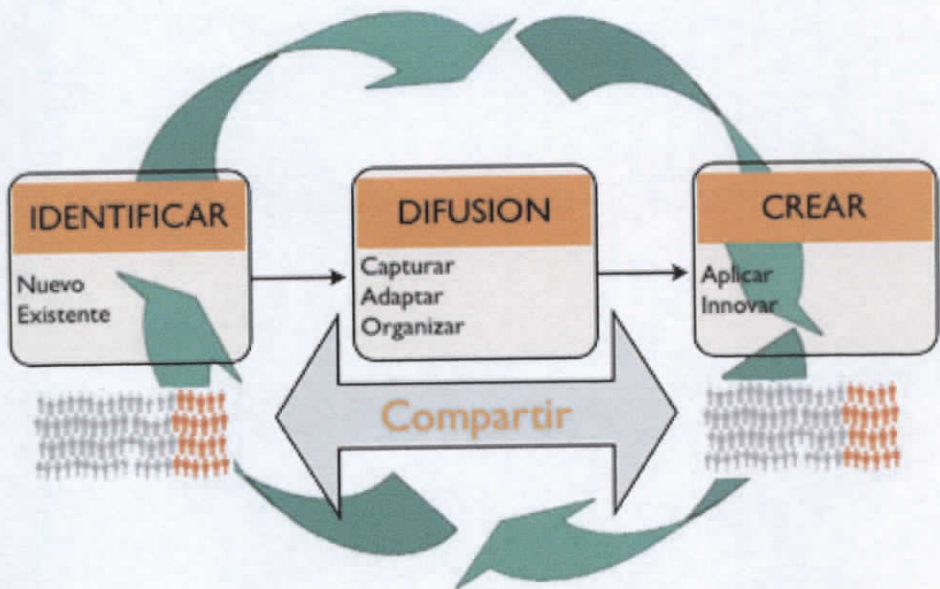 IDENTIFICAR
Nuevo
Existente
DIFUSION
Capturar
Adaptar
Organizar
CREAR
Aplicar
Innovar
Compartir